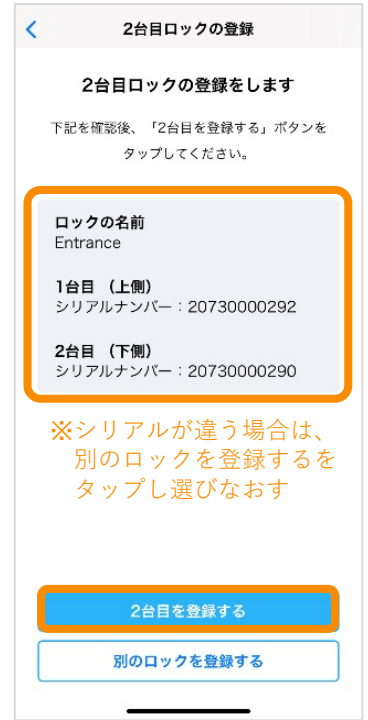 2台目ロックの登録
2台目ロックの登録をします
下記を確認後、「2台目を登録する」ボタンを
タップしてください。
ロックの名前
Entrance
1台目 （上側）
シリアルナンバー：20730000292
2台目 （下側）
シリアルナンバー：20730000290
※シリアルが違う場合は、
別のロックを登録するを
タップし選びなおす
2台目を登録する
別のロックを登録する